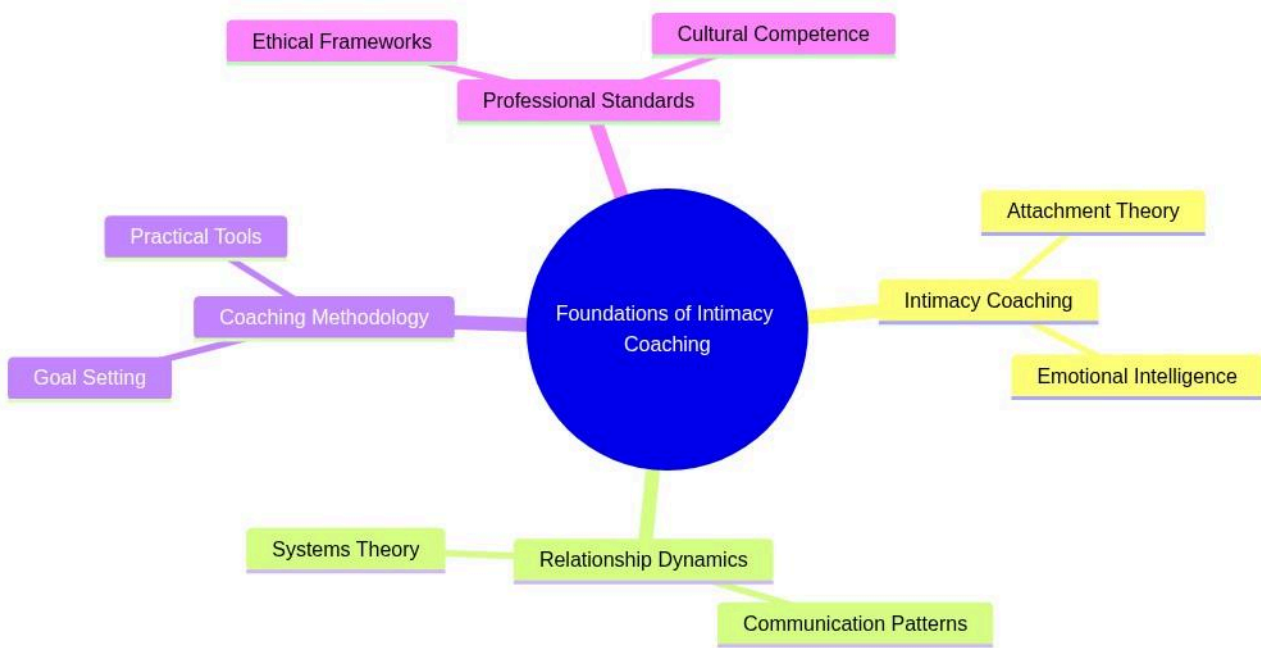 Ethical Frameworks
Cultural Competence
Professional Standards
Attachment Theory
Practical Tools
Intimacy Coaching
Coaching Methodology
Foundations of Intimacy
Coaching
Goal Setting
Emotional Intelligence
Systems Theory
Relationship Dynamics
Communication Patterns